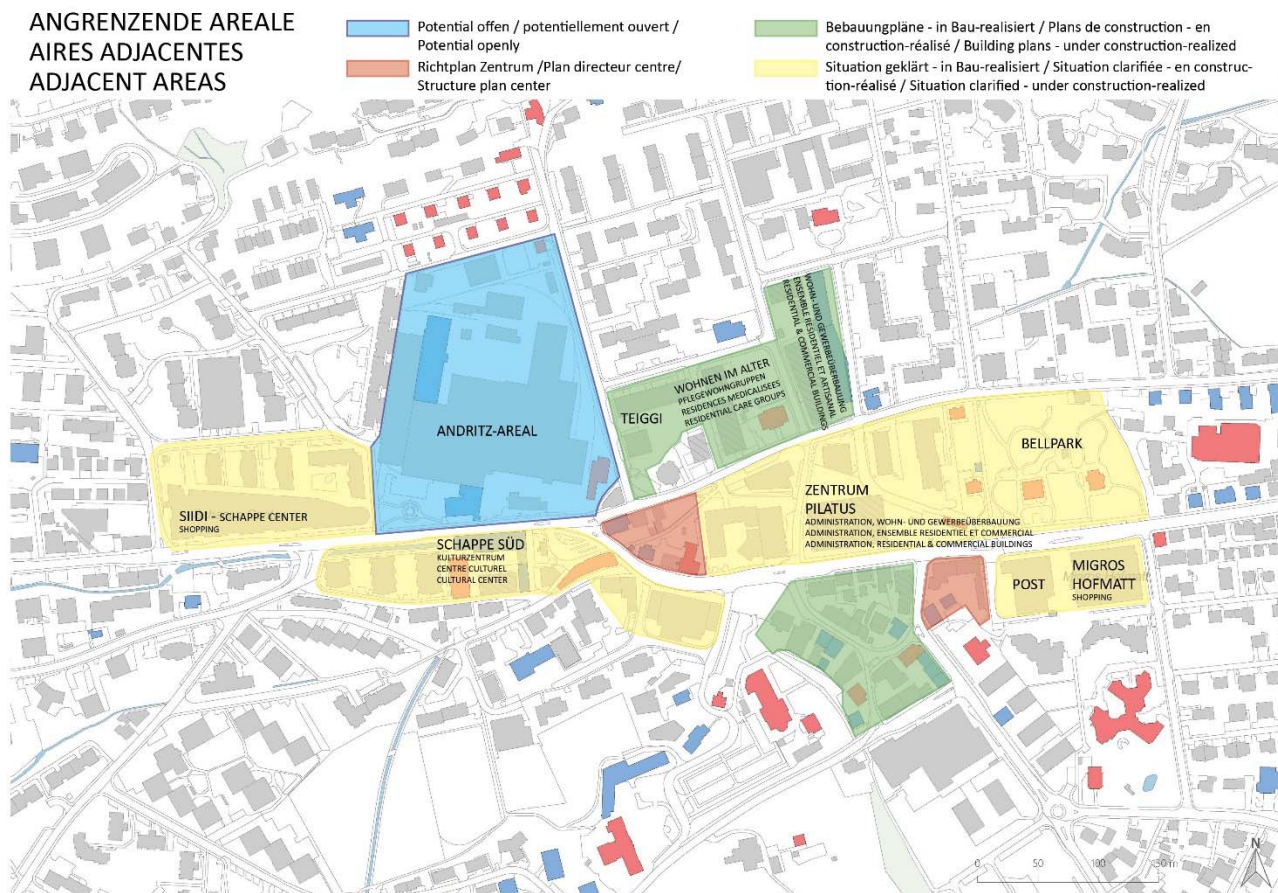 ANGRENZENDE AREALE
AIRES ADJACENTES
ADJACENT AREAS
Potential offen / potentiellement ouvert /
Potential openly
Richtplan Zentrum /Plan directeur centre/
Structure plan center
Bebauungpläne - in Bau-realisiert / Plans de construction - en
construction-réalisé / Building plans - under construction-realized
Situation geklärt - in Bau-realisiert / Situation clarifiée - en construc-
tion-réalisé / Situation clarified - under construction-realized
WOHN- UND GEWERBEÜBERBAUUNG
ENSEMBLE RESIDENTIEL ET ARTISANAL
RESIDENTIAL & COMMERCIAL BUILDINGS
WOHNEN IM ALTER
PFLEGEWOHNGRUPPEN
RESIDENCES MEDICALISEES
RESIDENTIAL CARE GROUPS
TEIGGI
ANDRITZ-AREAL
BELLPARK
ZENTRUM
PILATUS
ADMINISTRATION, WOHN- UND GEWERBEÜBERBAUUNG
ADMINISTRATION, ENSEMBLE RESIDENTIEL ET COMMERCIAL
ADMINISTRATION, RESIDENTIAL & COMMERCIAL BUILDINGS
SIIDI - SCHAPPE CENTER
SHOPPING
SCHAPPE SÜD
KULTURZENTRUM
CENTRE CULTUREL
CULTURAL CENTER
POST
MIGROS
HOFMATT
SHOPPING
N
0 50 100 150 m